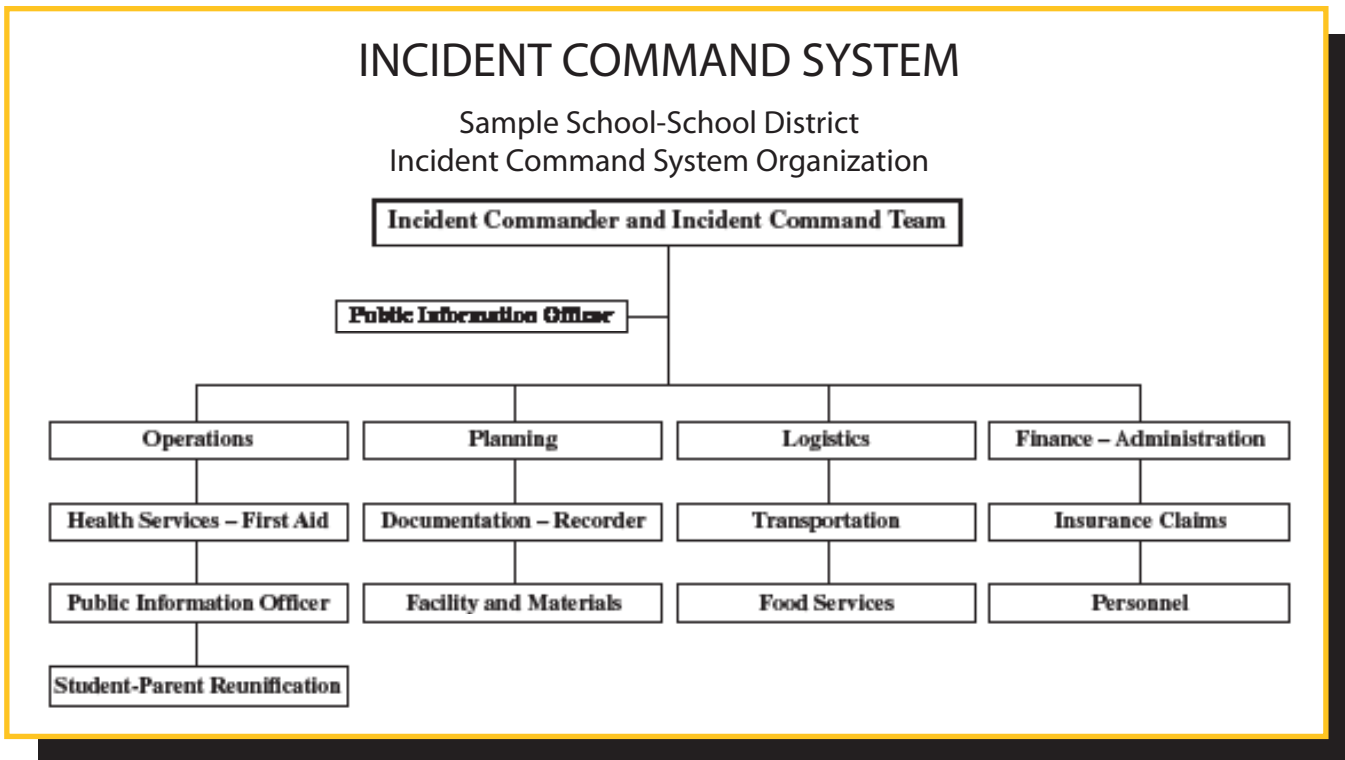 INCIDENT COMMAND SYSTEM
Sample School-School District
Incident Command System Organization
Incident Commander and Incident Command Team
Public Information Officer
Operations
Planning
Logistics
Finance – Administration
Health Services – First Aid
Documentation – Recorder
Transportation
Insurance Claims
Public Information Officer
Facility and Materials
Food Services
Personnel
Student-Parent Reunification